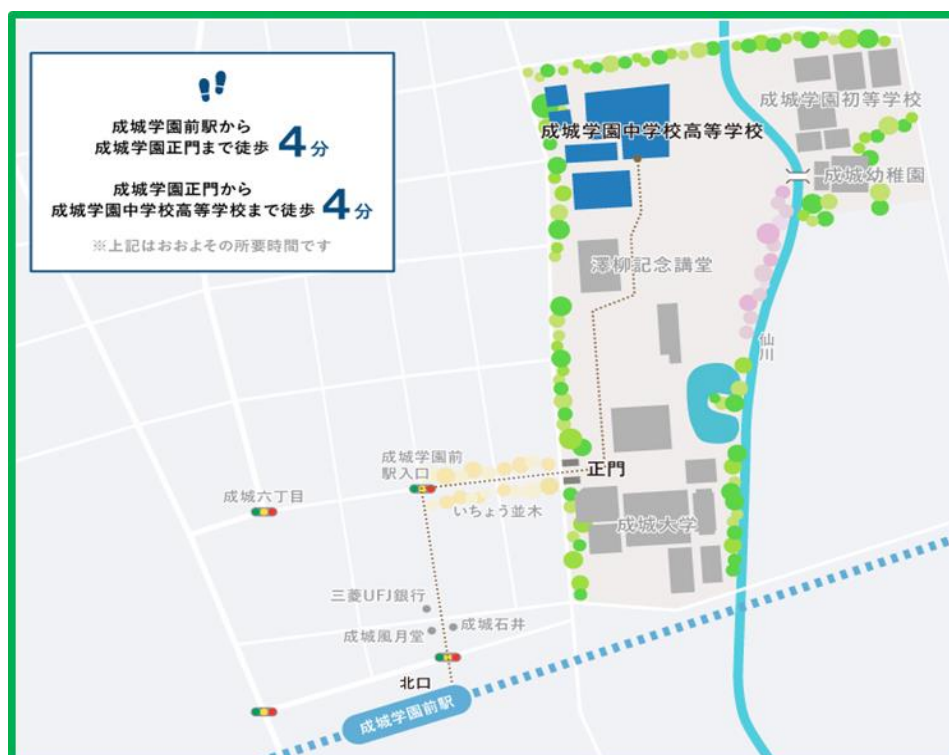 成城学園前駅から
成城学園正門まで徒歩 4分
成城学園正門から
成城学園中学校高等学校まで徒歩 4分
※上記はおおよその所要時間です
成城学園初等学校
成城学園中学校高等学校
成城幼稚園
澤柳記念講堂
仙川
成城学園前
駅入口
正門
成城六丁目
いちょう並木
成城大学
三菱UFJ銀行
成城石井
成城風月堂
北口
成城学園前駅